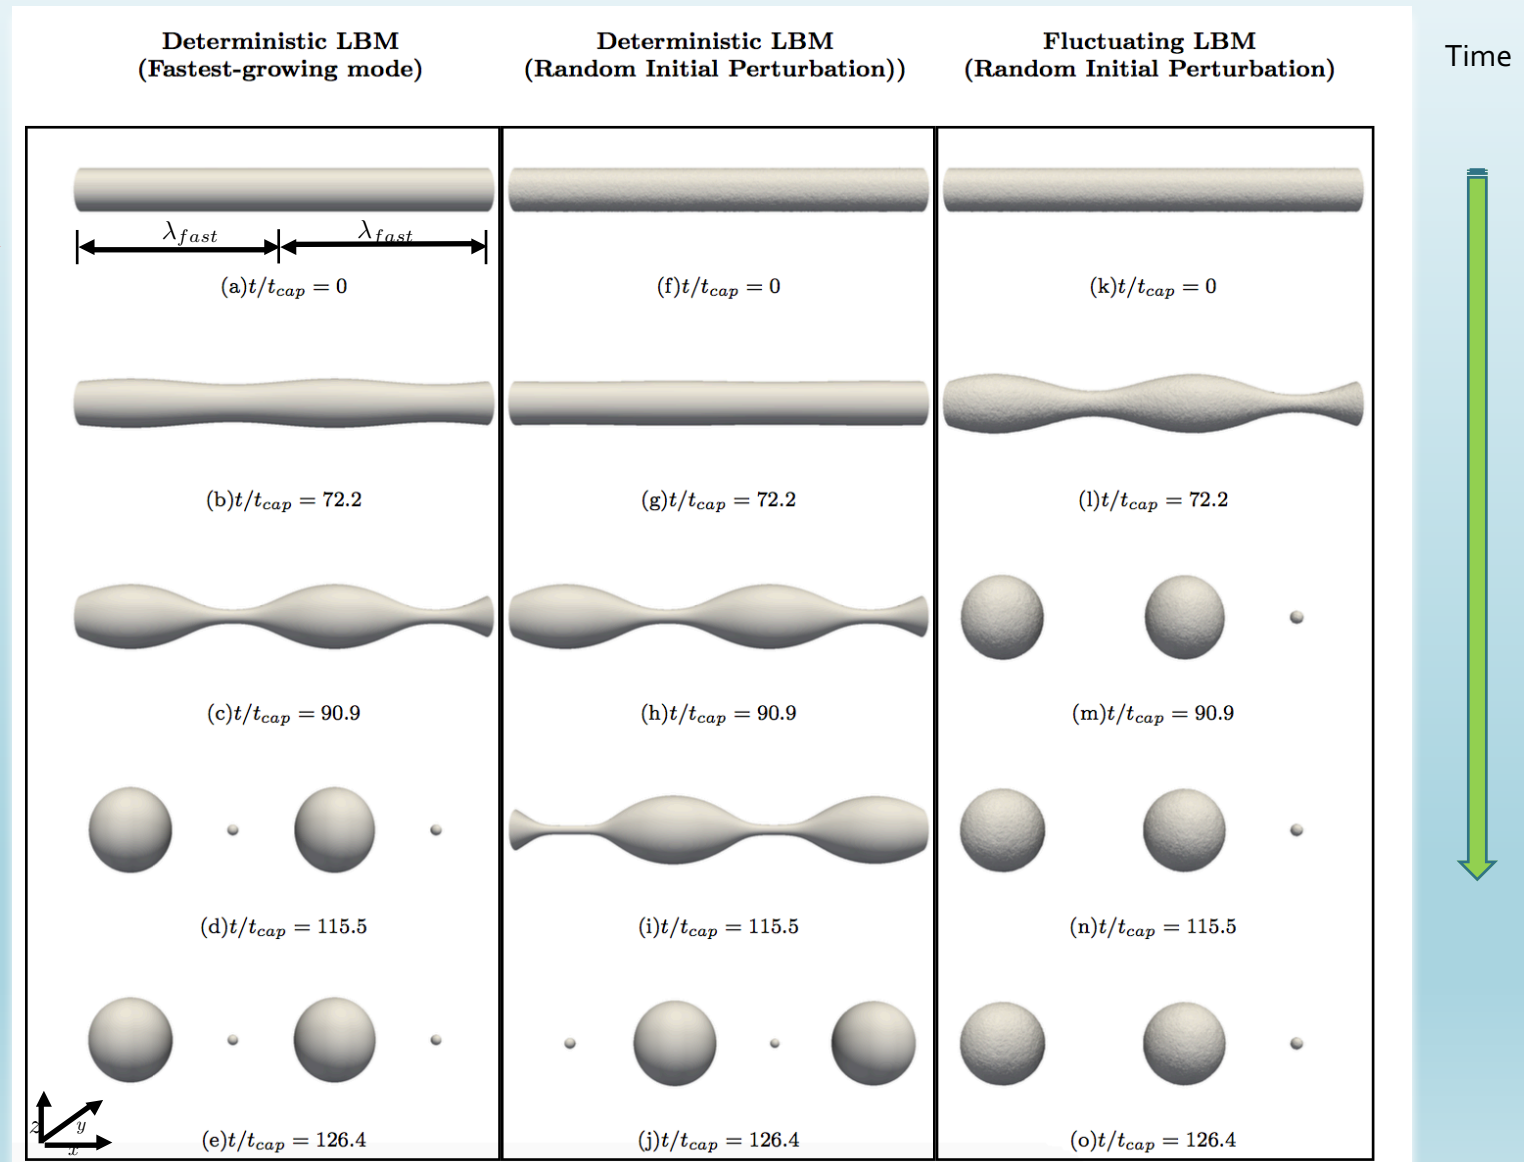 Deterministic LBM
(Fastest-growing mode)
Deterministic LBM
(Random Initial Perturbation))
Fluctuating LBM
(Random Initial Perturbation)
Time
λfast
λfast
(a)t/tcap = 0
(f)t/tcap = 0
(k)t/tcap = 0
(b)t/tcap = 72.2
(g)t/tcap = 72.2
(l)t/tcap = 72.2
(c)t/tcap = 90.9
(h)t/tcap = 90.9
(m)t/tcap = 90.9
(d)t/tcap = 115.5
(i)t/tcap = 115.5
(n)t/tcap = 115.5
z
y
x
(e)t/tcap = 126.4
(j)t/tcap = 126.4
(o)t/tcap = 126.4